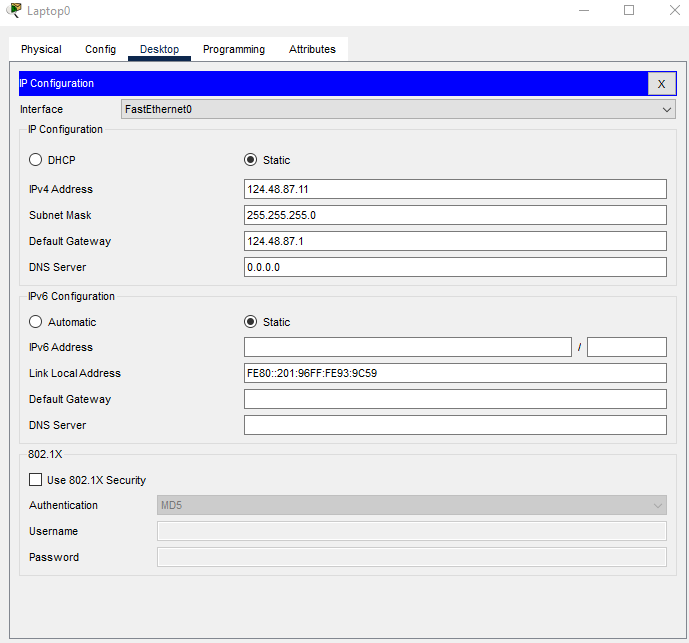 Laptop0
Physical Config Desktop Programming Attributes
IP Configuration X
Interface FastEthernet0
IP Configuration
DHCP Static
IPv4 Address 124.48.87.11
Subnet Mask 255.255.255.0
Default Gateway 124.48.87.1
DNS Server 0.0.0.0
IPv6 Configuration
Automatic Static
IPv6 Address /
Link Local Address FE80::201:96FF:FE93:9C59
Default Gateway
DNS Server
802.1X
Use 802.1X Security
Authentication MD5
Username
Password